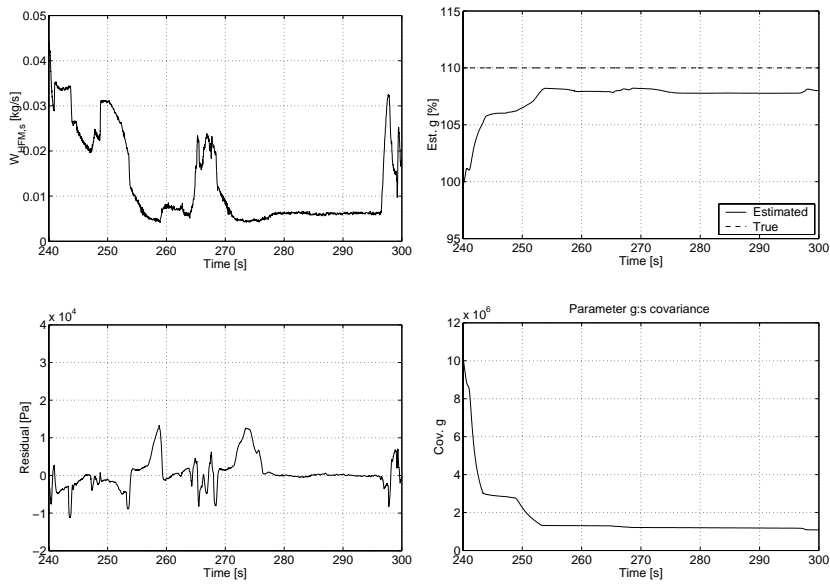 0.05
0.04
0.03
0.02
0.01
0
W_HFM,s [kg/s]
240 250 260 270 280 290 300
Time [s]
115
110
105
100
95
Est. g [%]
Estimated
True
240 250 260 270 280 290 300
Time [s]
x 10^4
4
3
2
1
0
−1
−2
Residual [Pa]
240 250 260 270 280 290 300
Time [s]
Parameter g:s covariance
x 10^6
12
10
8
6
4
2
0
Cov. g
240 250 260 270 280 290 300
Time [s]